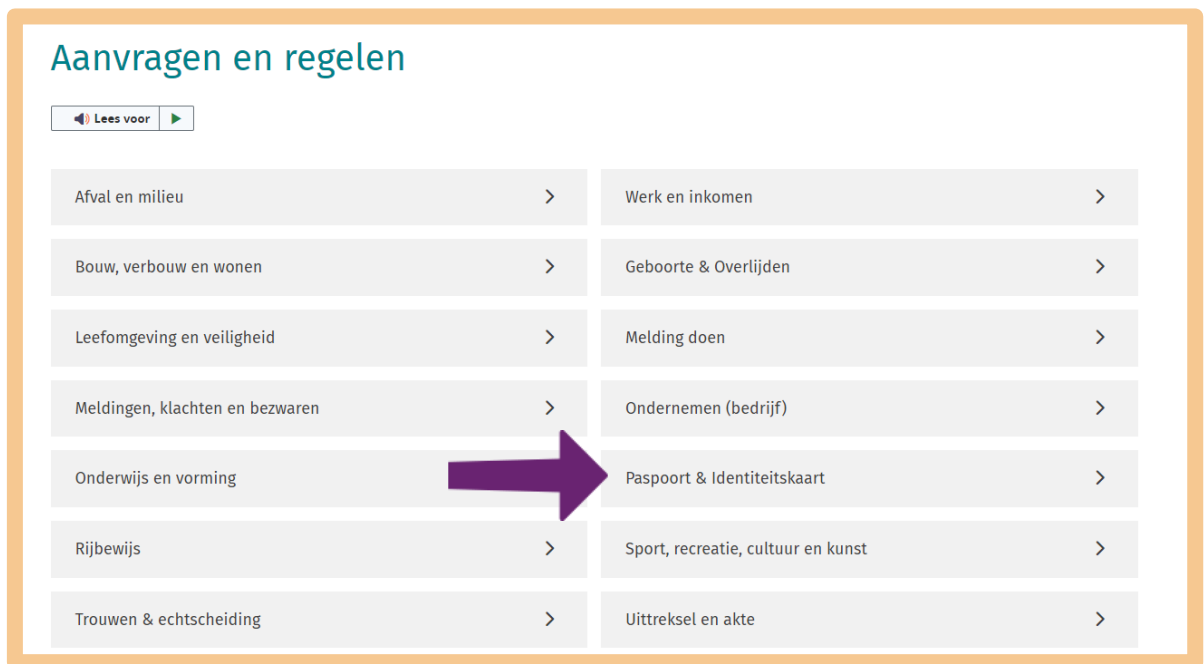 Aanvragen en regelen
Lees voor
Afval en milieu
Werk en inkomen
Bouw, verbouw en wonen
Geboorte & Overlijden
Leefomgeving en veiligheid
Melding doen
Meldingen, klachten en bezwaren
Ondernemen (bedrijf)
Onderwijs en vorming
Paspoort & Identiteitskaart
Rijbewijs
Sport, recreatie, cultuur en kunst
Trouwen & echtscheiding
Uittreksel en akte